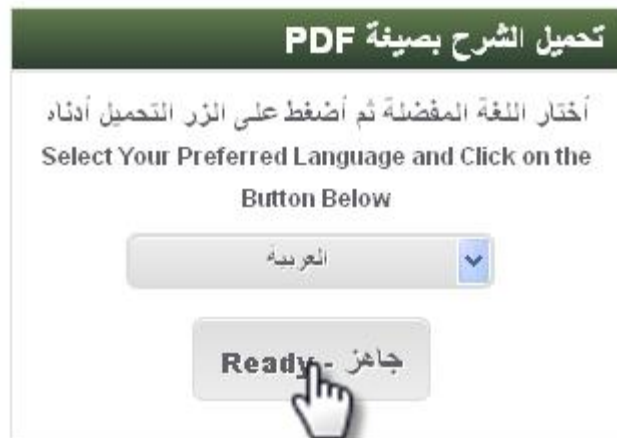 تحميل الشرح بصيغة PDF
أختار اللغة المفضلة ثم أضغط على الزر التحميل أدناه
Select Your Preferred Language and Click on the
Button Below
العربية
جاهز - Ready